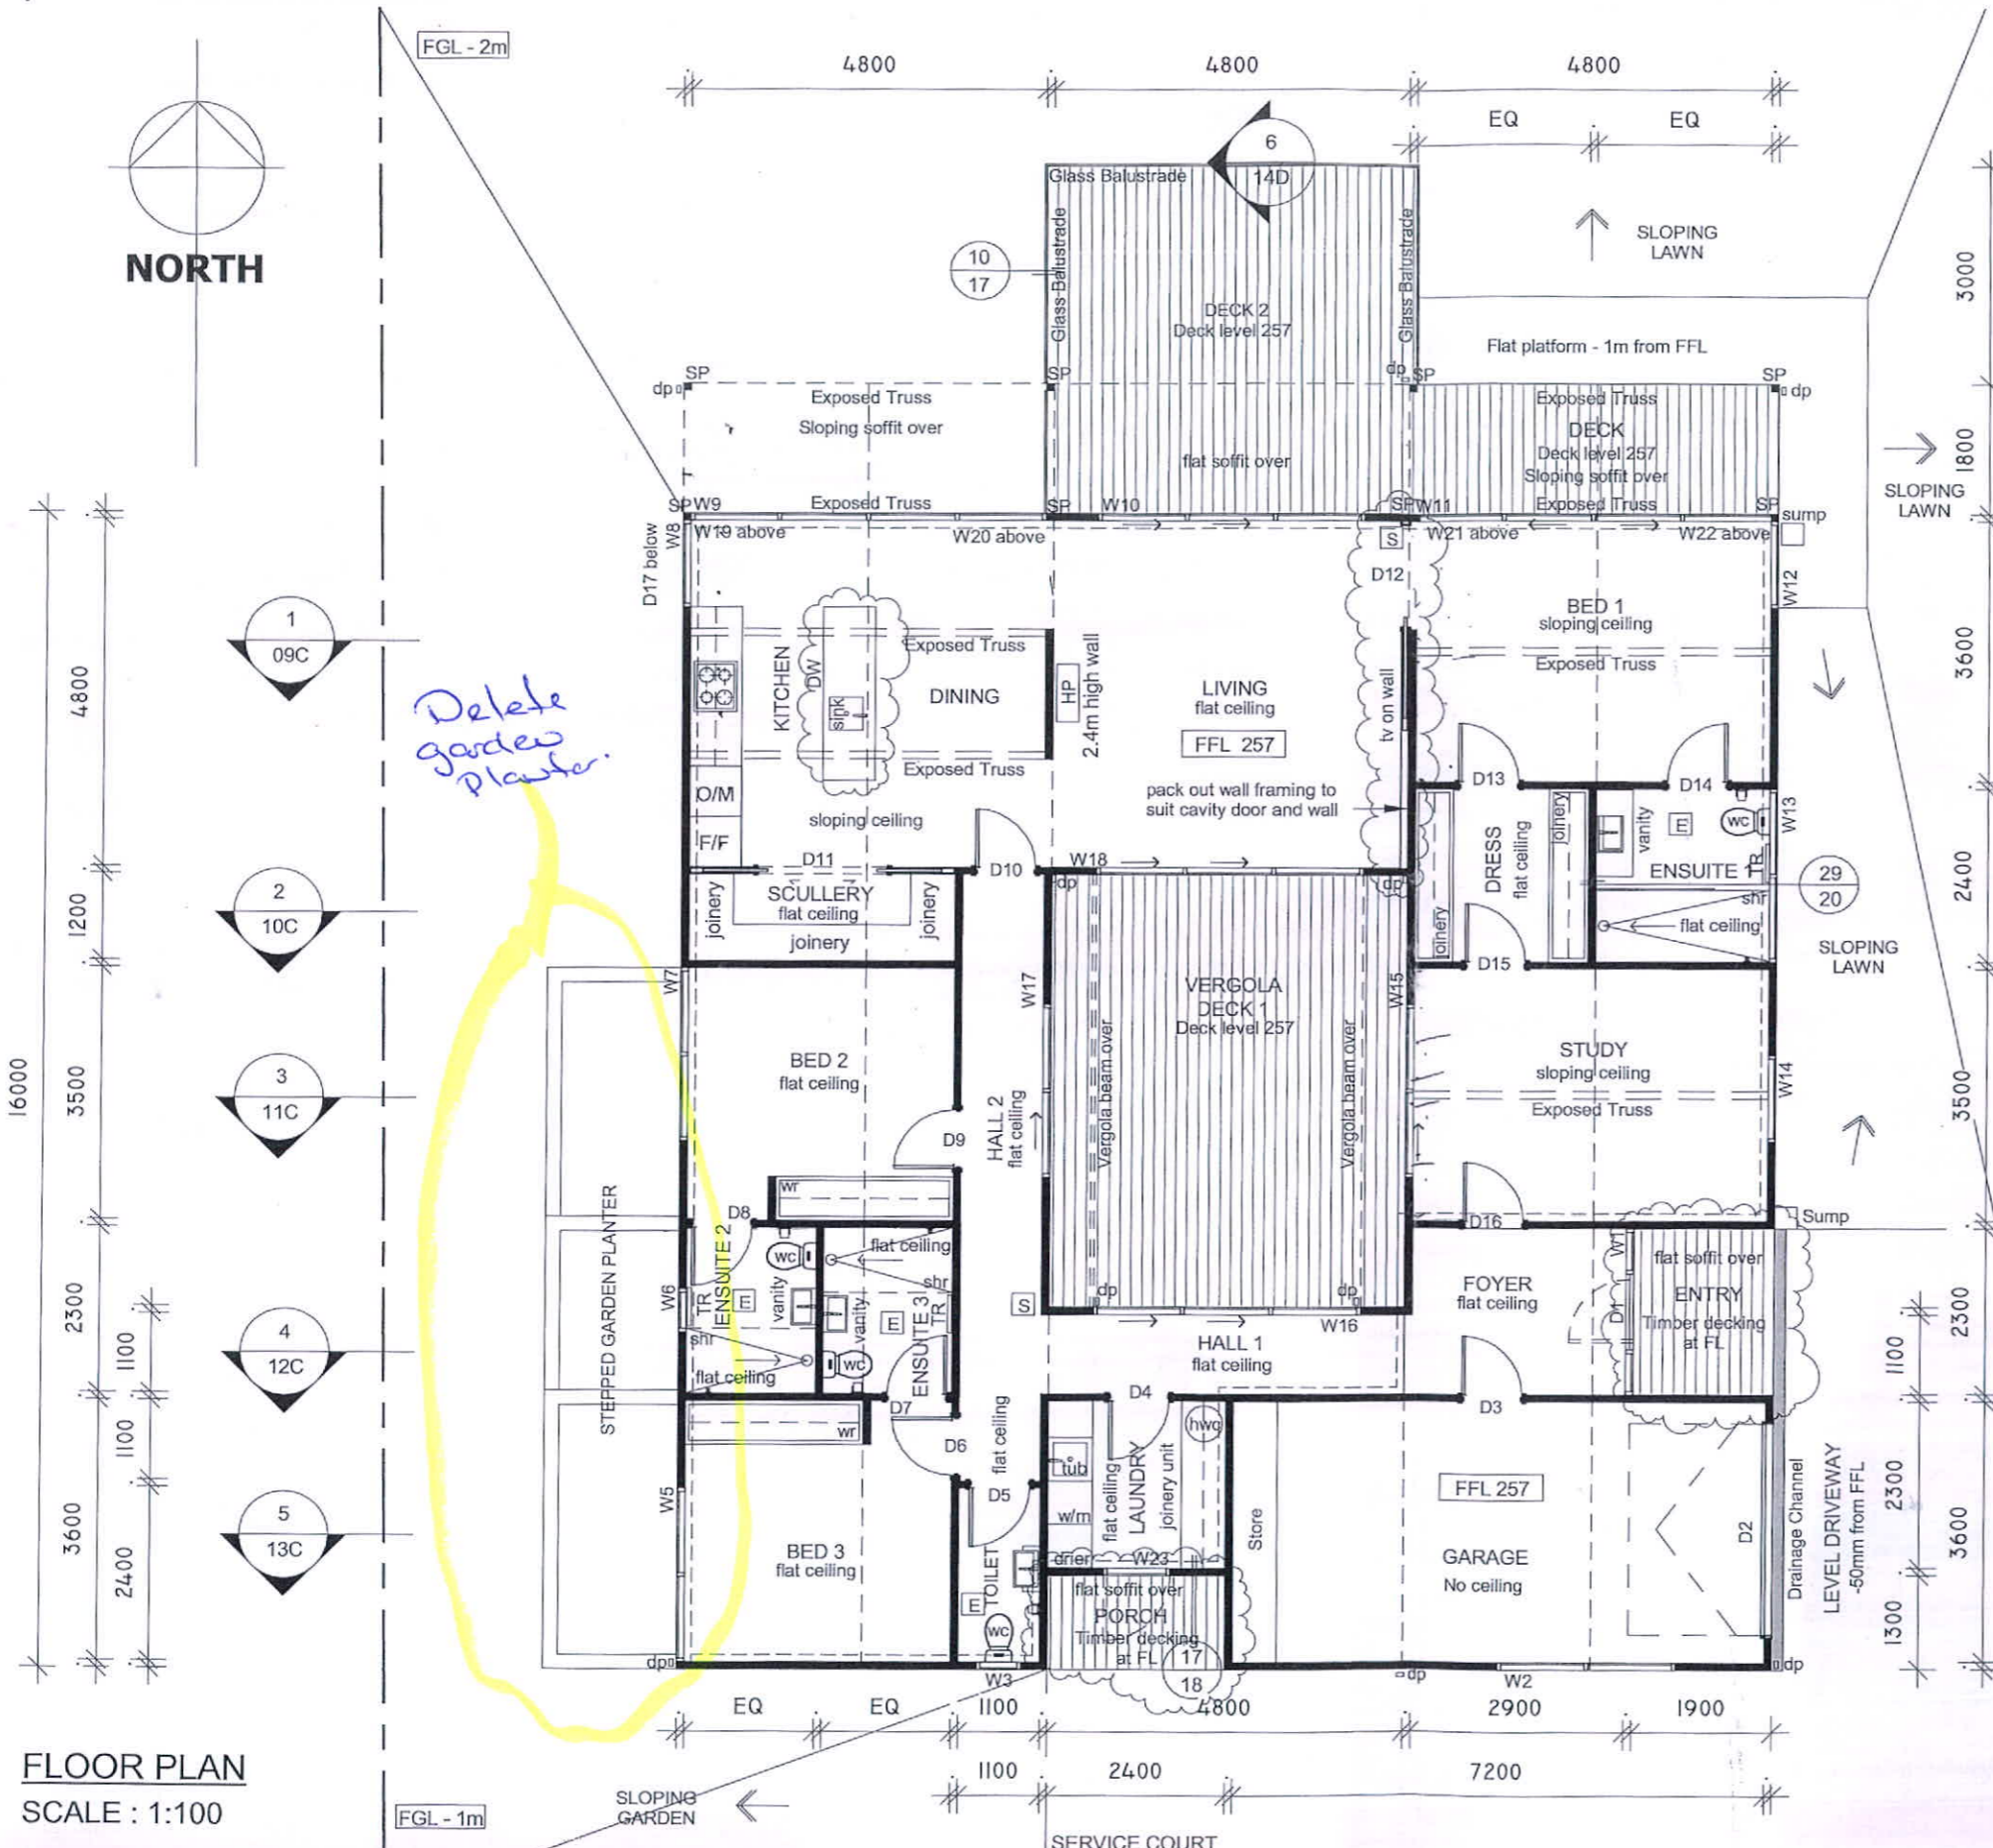 FGL - 2m
4800
4800
4800
EQ
EQ
6
14D
NORTH
Glass Balustrade
Glass Balustrade
Glass Balustrade
10
17
SLOPING
LAWN
3000
DECK 2
Deck level 257
Flat platform - 1m from FFL
SP
SP
dp
SP
SP
dp
dp
Exposed Truss
Exposed Truss
Sloping soffit over
DECK
Deck level 257
Sloping soffit over
flat soffit over
1800
SLOPING
LAWN
SP
W9
Exposed Truss
SP
W10
SP
W11
Exposed Truss
SP
sump
W8
D17 below
W19 above
W20 above
S
W21 above
W22 above
D12
W12
1
09C
BED 1
sloping ceiling
Exposed Truss
3600
4800
Delete
garden
planter.
KITCHEN
DW
sink
Exposed Truss
DINING
HP
2.4m high wall
LIVING
flat ceiling
FFL 257
tv on wall
Exposed Truss
O/M
F/F
sloping ceiling
pack out wall framing to
suit cavity door and wall
D13
D14
W13
joinery
vanity
E
wc
DRESS
flat ceiling
ENSUITE 1
TR
D11
D10
W18
dp
dp
29
20
2
10C
1200
2400
SCULLERY
flat ceiling
joinery
joinery
joinery
joinery
shr
flat ceiling
SLOPING
LAWN
D15
W7
W17
VERGOLA
DECK 1
Deck level 257
W15
Vergola beam over
Vergola beam over
STUDY
sloping ceiling
Exposed Truss
W14
3
11C
16000
3500
3500
BED 2
flat ceiling
D9
HALL 2
flat ceiling
wr
D8
D16
Sump
STEPPED GARDEN PLANTER
ENSUITE 2
wc
flat ceiling
shr
W6
TR
E
vanity
vanity
E
TR
ENSUITE 3
shr
flat ceiling
wc
S
dp
dp
W16
HALL 1
flat ceiling
FOYER
flat ceiling
W1
D1
flat soffit over
ENTRY
Timber decking
at FL
2300
1100
4
12C
2300
1100
D7
D4
D3
wr
D6
flat ceiling
hwc
tub
w/m
flat ceiling
LAUNDRY
joinery unit
Store
FFL 257
D2
Drainage Channel
LEVEL DRIVEWAY
-50mm from FFL
1100
2300
3600
W5
D5
5
13C
3600
2400
BED 3
flat ceiling
TOILET
E
wc
drier
W23
flat soffit over
PORCH
Timber decking
at FL
17
18
GARAGE
No ceiling
1300
dp
W3
dp
W2
dp
EQ
EQ
1100
4800
2900
1900
1100
2400
7200
FLOOR PLAN
SCALE : 1:100
FGL - 1m
SLOPING
GARDEN
SERVICE COURT